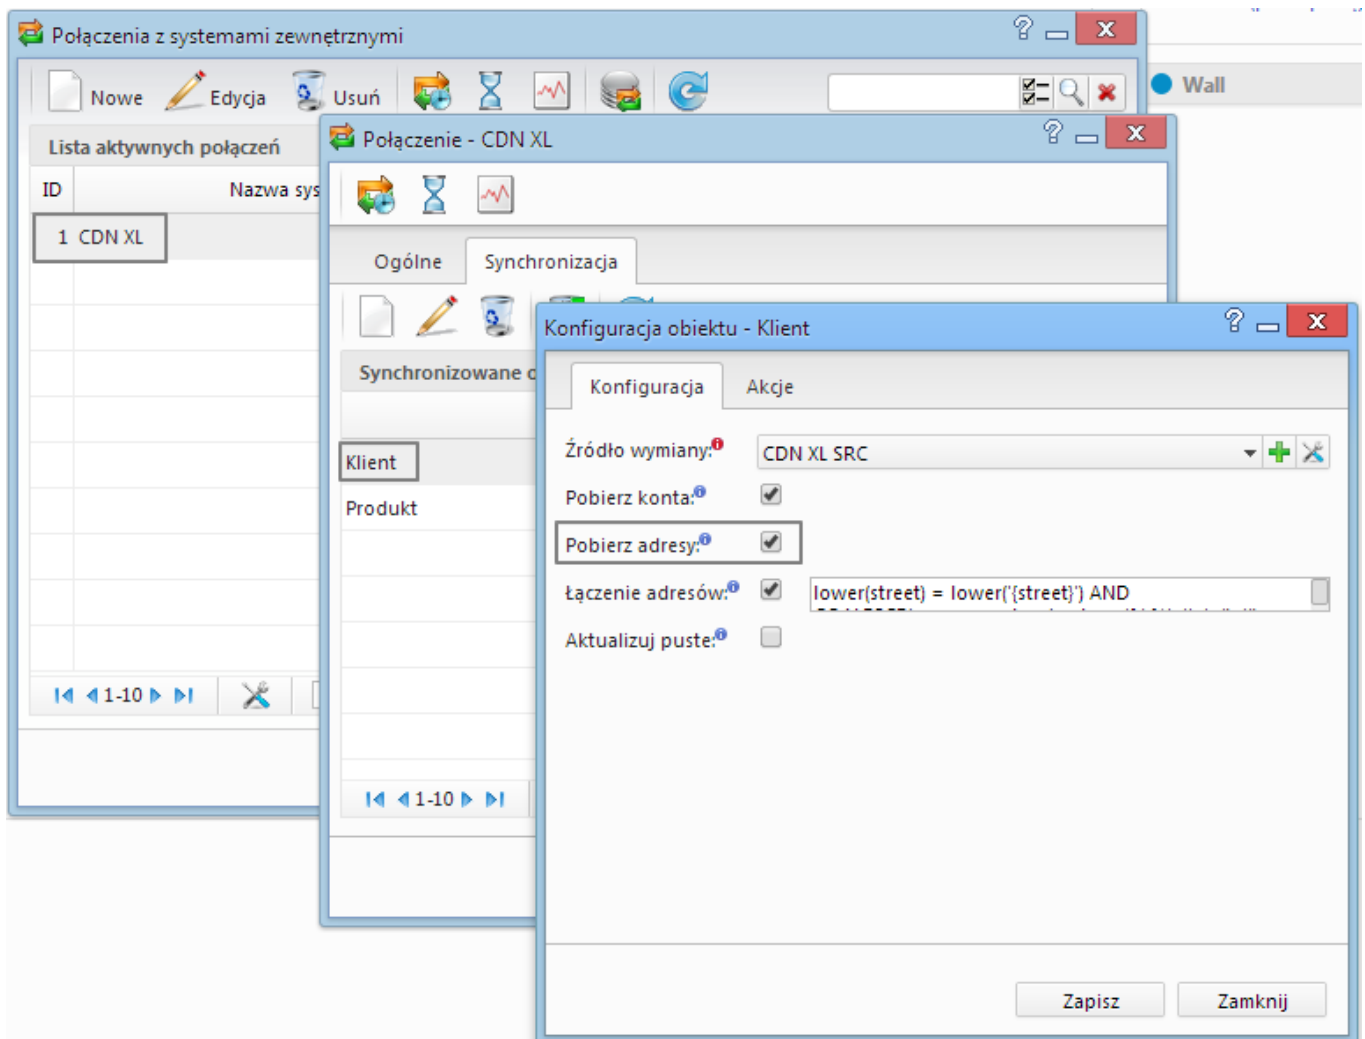 Połączenia z systemami zewnętrznymi
Nowe Edycja Usuń
Wall
Lista aktywnych połączeń
ID Nazwa sys
1 CDN XL
1-10
Połączenie - CDN XL
Ogólne Synchronizacja
Synchronizowane o
Klient
Produkt
1-10
Konfiguracja obiektu - Klient
Konfiguracja Akcje
Źródło wymiany: CDN XL SRC
Pobierz konta:
Pobierz adresy:
Łączenie adresów: lower(street) = lower('{street}') AND
Aktualizuj puste:
Zapisz Zamknij